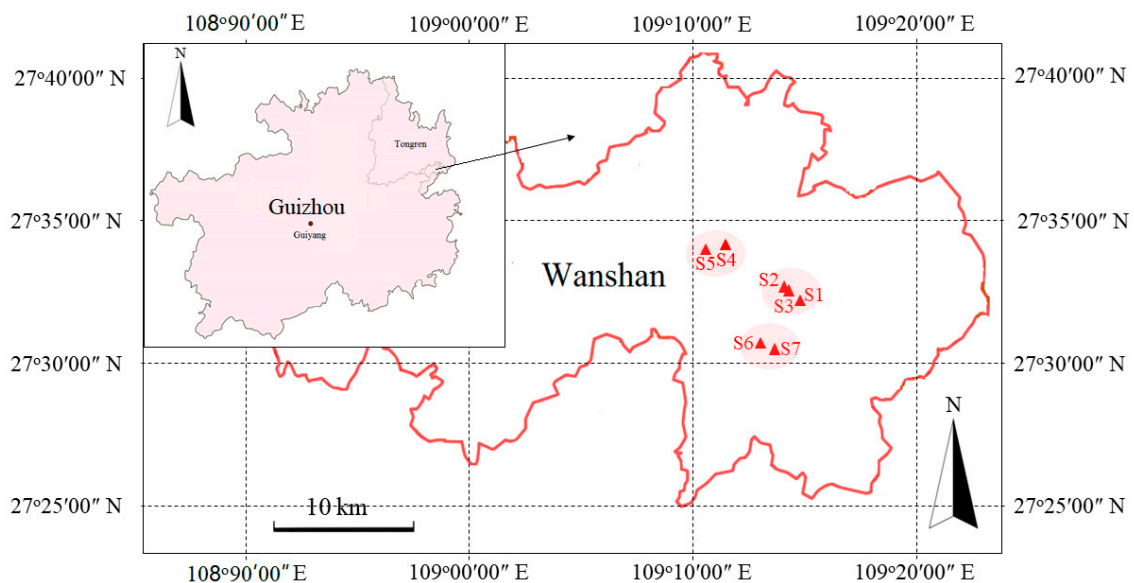 108°90′00″ E 109°00′00″ E 109°10′00″ E 109°20′00″ E
N
27°40′00″ N 27°40′00″ N
Tongren
Guizhou
Guiyang
27°35′00″ N 27°35′00″ N
S5 S4
Wanshan
S2 S1
S3
S6 S7
27°30′00″ N 27°30′00″ N
N
10 km
27°25′00″ N 27°25′00″ N
108°90′00″ E 109°00′00″ E 109°10′00″ E 109°20′00″ E